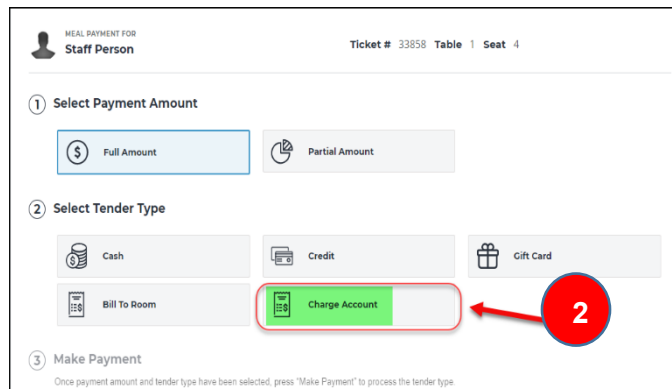 MEAL PAYMENT FOR
Staff Person
Ticket # 33858 Table 1 Seat 4
1 Select Payment Amount
Full Amount
Partial Amount
2 Select Tender Type
Cash
Credit
Gift Card
Bill To Room
Charge Account
2
3 Make Payment
Once payment amount and tender type have been selected, press "Make Payment" to process the tender type.